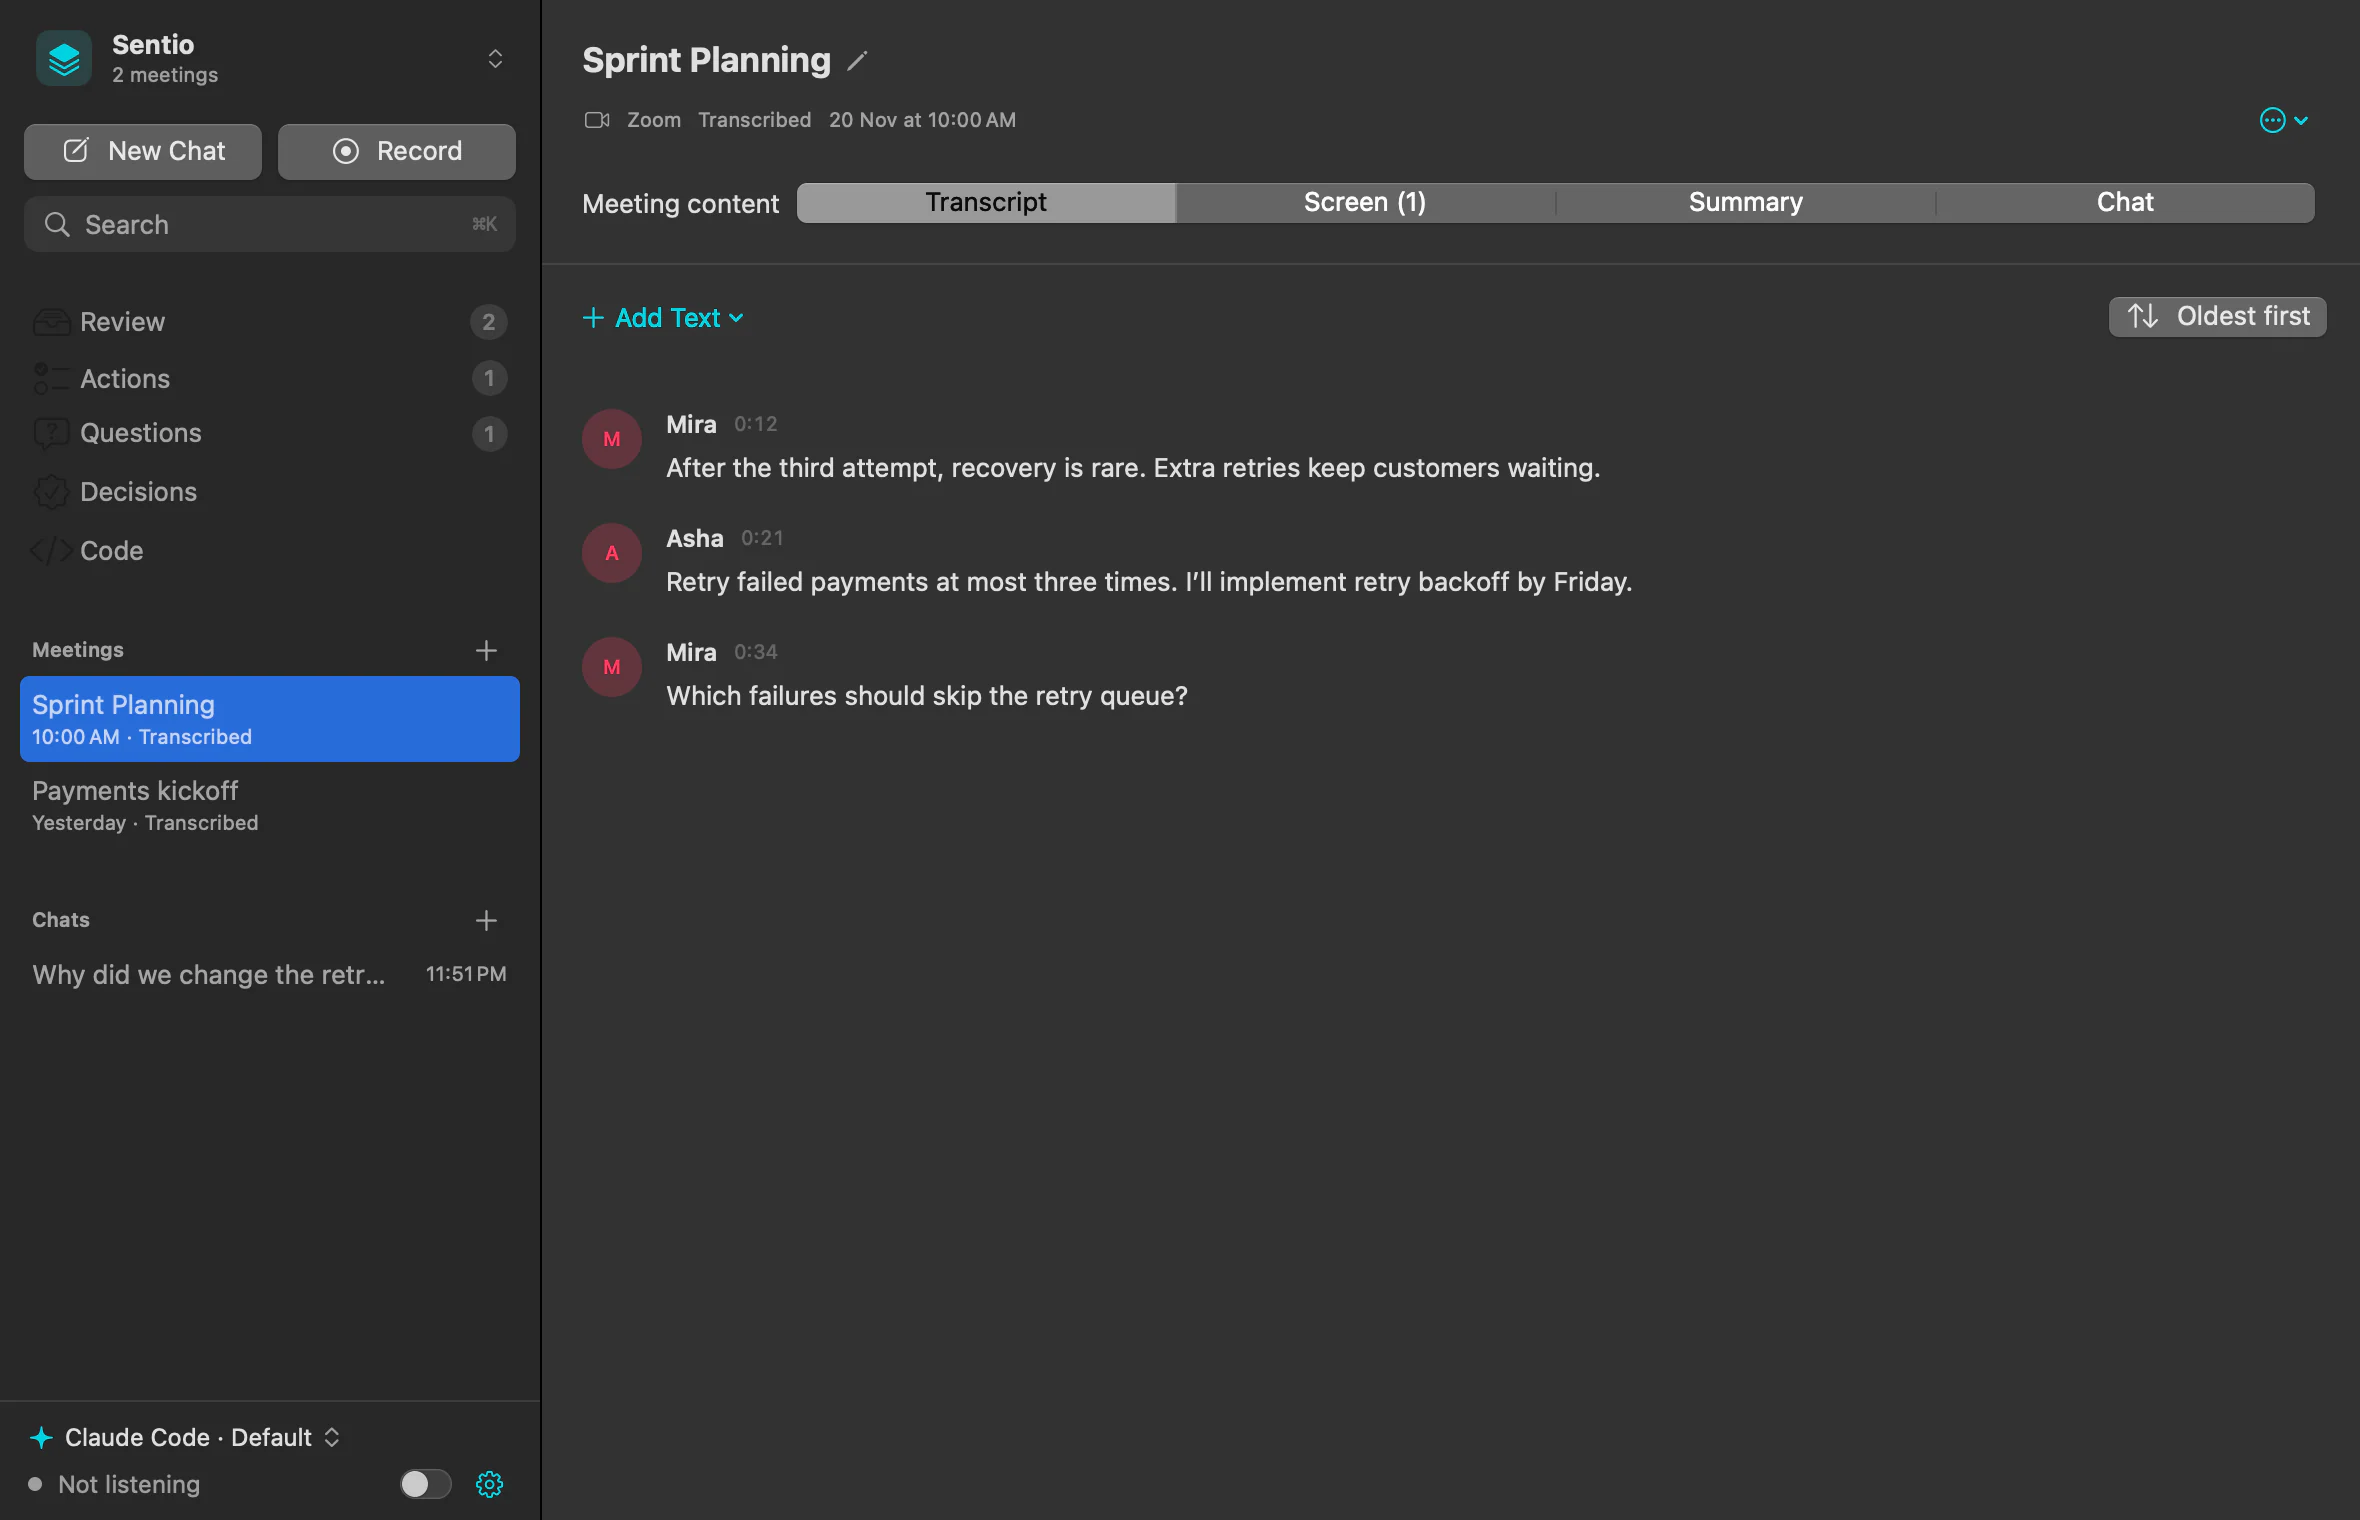 Sentio
2 meetings
New Chat
Record
Search ⌘K
Review 2
Actions 1
Questions 1
Decisions
Code
Meetings
Sprint Planning
10:00 AM · Transcribed
Payments kickoff
Yesterday · Transcribed
Chats
Why did we change the retr... 11:51 PM
Claude Code · Default
Not listening
Sprint Planning
Zoom Transcribed 20 Nov at 10:00 AM
Meeting content Transcript Screen (1) Summary Chat
+ Add Text
Oldest first
M
Mira 0:12
After the third attempt, recovery is rare. Extra retries keep customers waiting.
A
Asha 0:21
Retry failed payments at most three times. I’ll implement retry backoff by Friday.
M
Mira 0:34
Which failures should skip the retry queue?